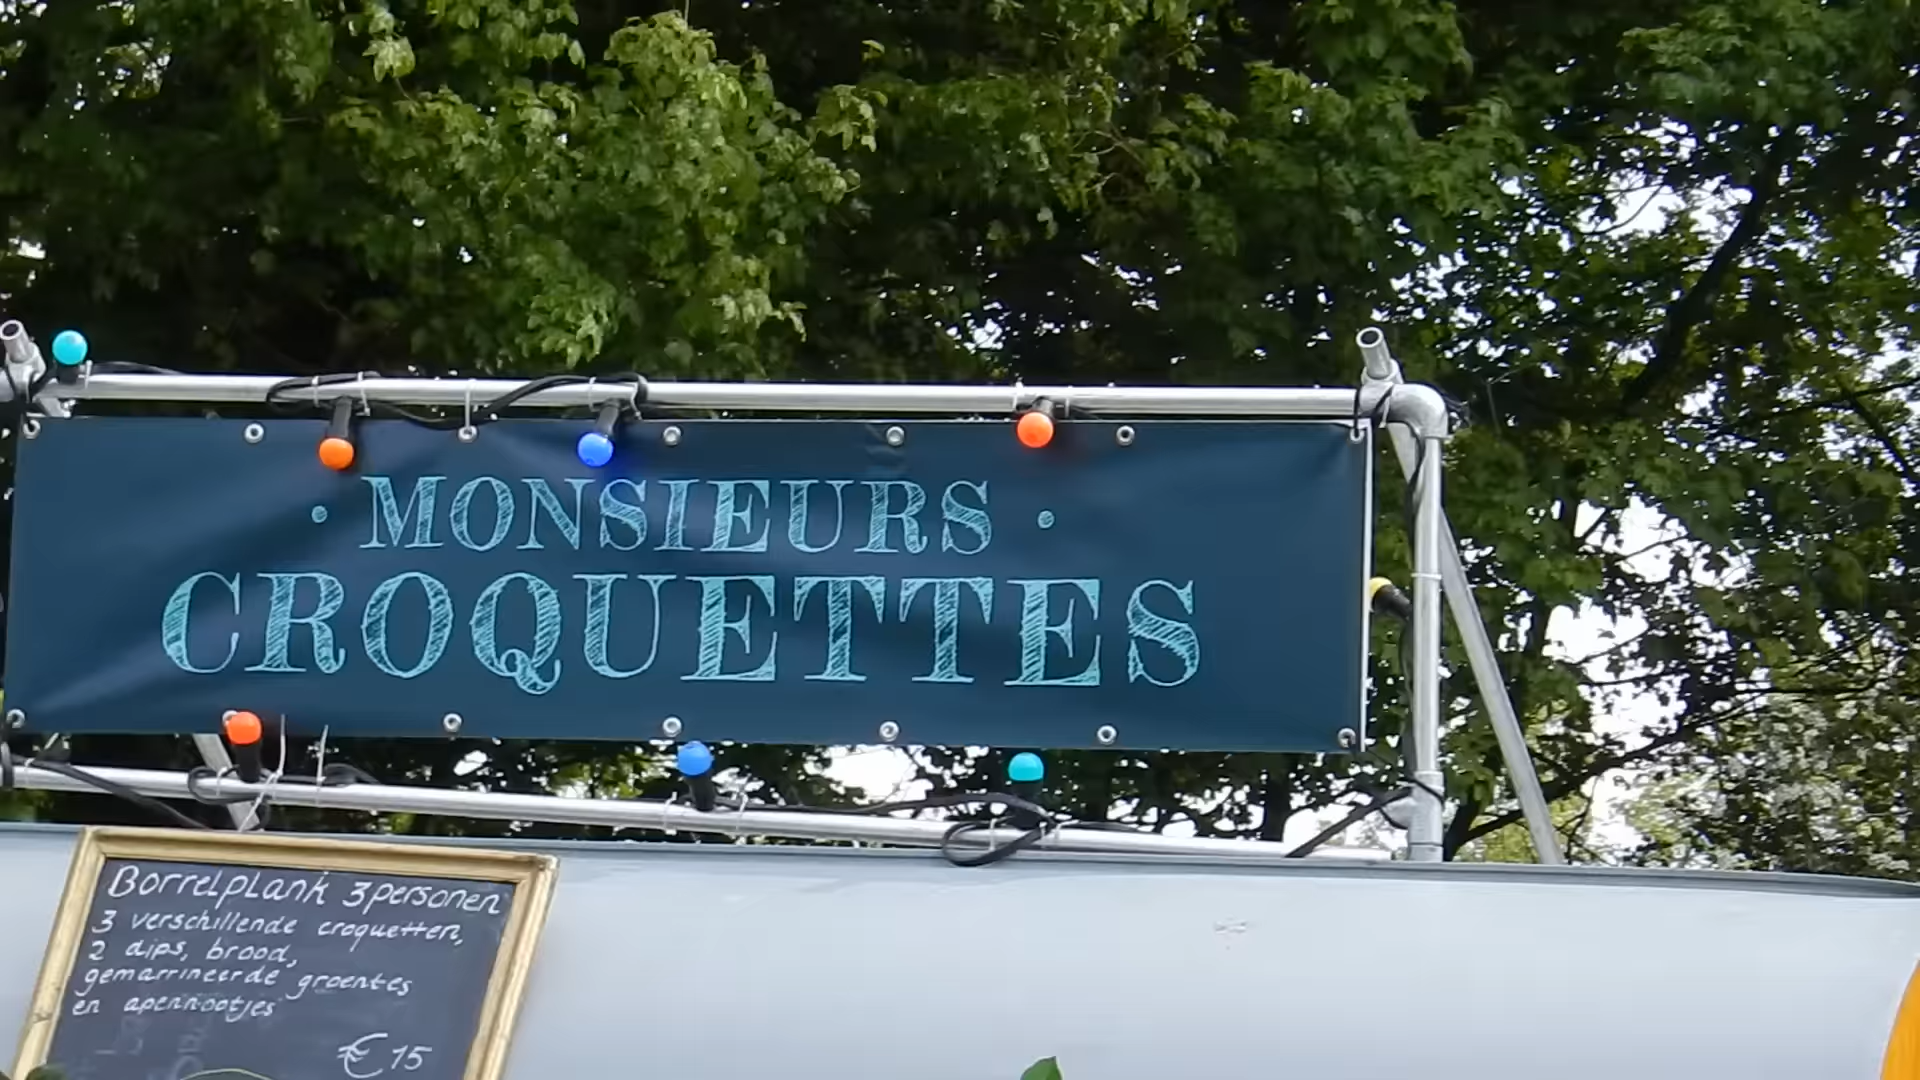 · MONSIEURS ·
CROQUETTES
Borrelplank 3personen
3 verschillende croquetten,
2 dips, brood,
gemarrineerde groentes
en apennootjes
€15